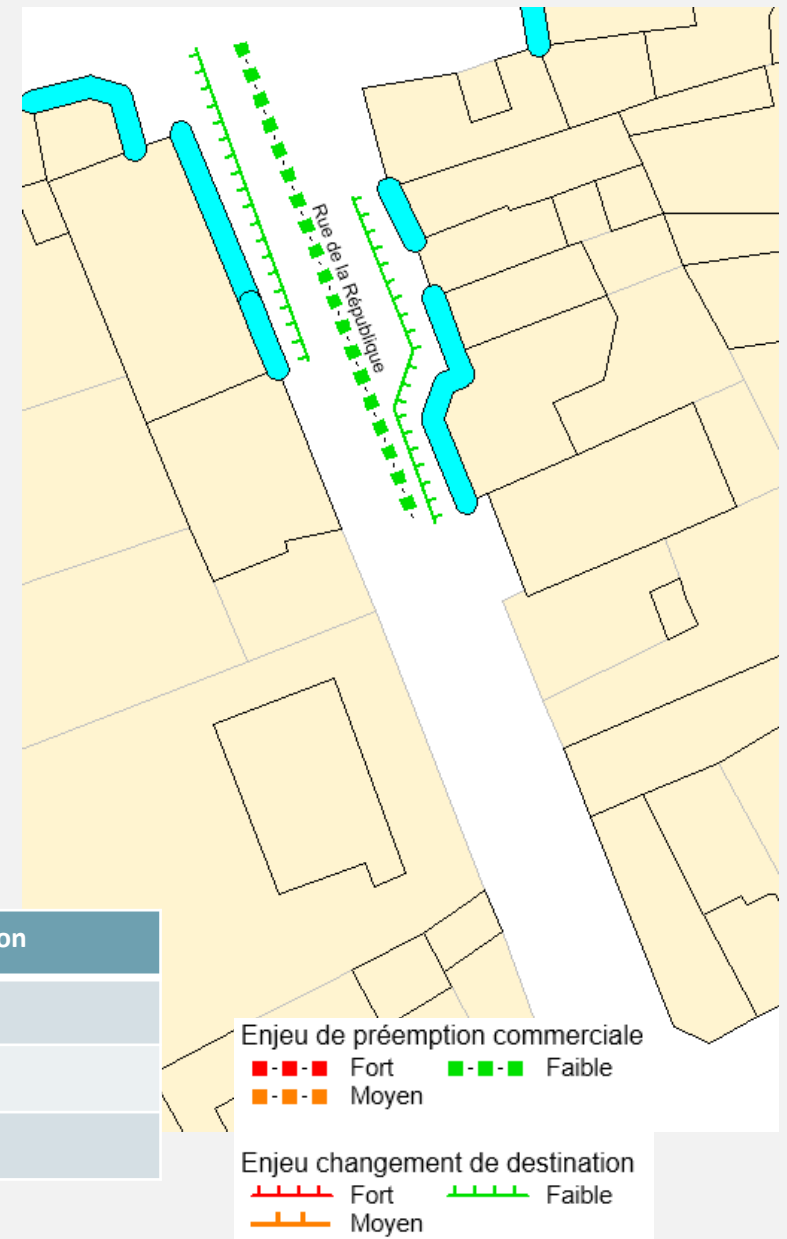 Rue de la République
on
Enjeu de préemption commerciale
Fort Faible
Moyen
Enjeu changement de destination
Fort Faible
Moyen